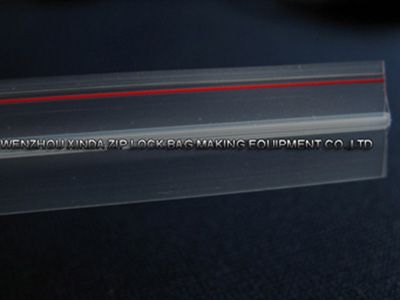 WENZHOU XINDA ZIP LOCK BAG MAKING EQUIPMENT CO.,LTD